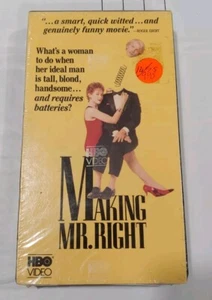 "...a smart, quick witted...and
genuinely funny movie."
What's a woman
to do when
her ideal man
is tall, blond,
handsome...
and requires
batteries?
HBO
VIDEO
MAKING
MR. RIGHT
HBO
VIDEO